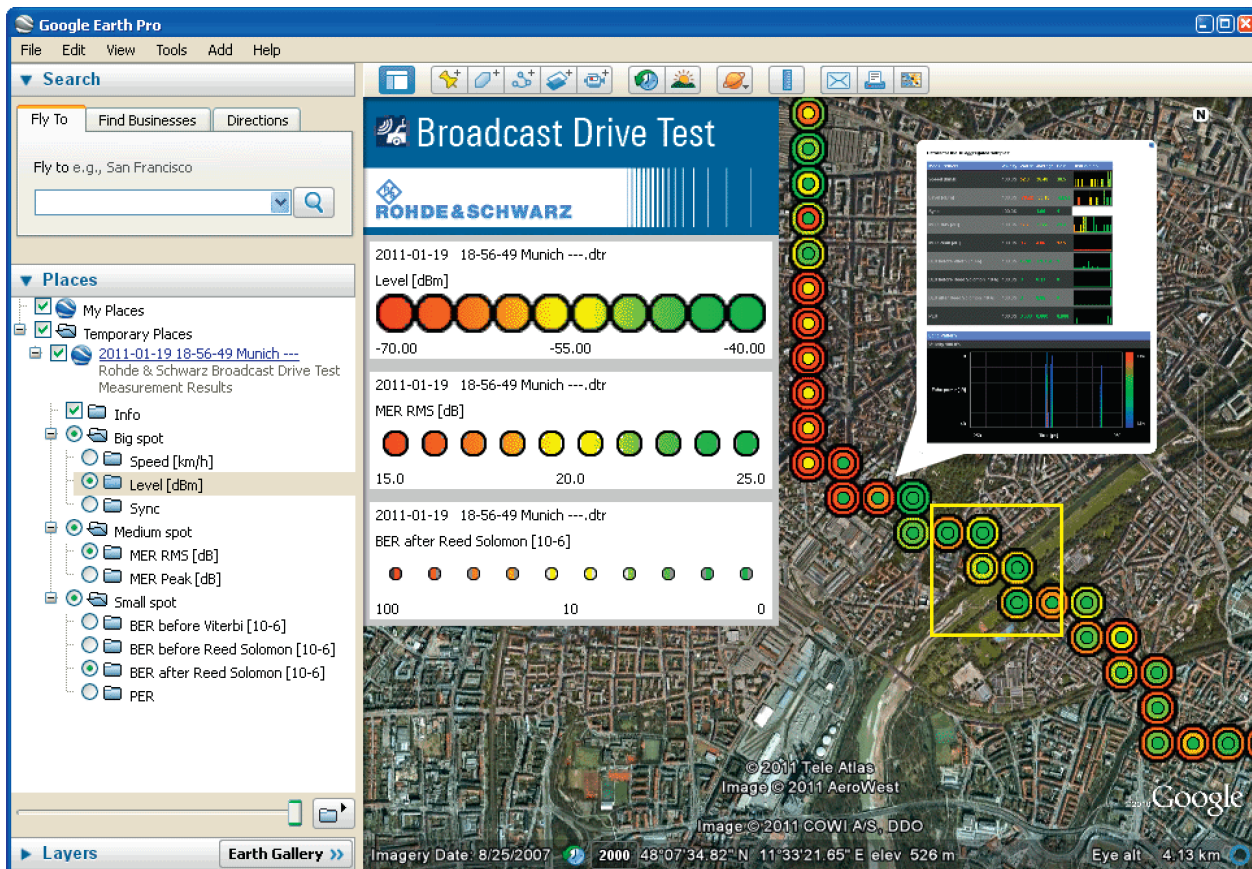 Google Earth Pro
File Edit View Tools Add Help
Search
Fly To Find Businesses Directions
Fly to e.g., San Francisco
Places
My Places
Temporary Places
2011-01-19 18-56-49 Munich ---
Rohde & Schwarz Broadcast Drive Test
Measurement Results
Info
Big spot
Speed [km/h]
Level [dBm]
Sync
Medium spot
MER RMS [dB]
MER Peak [dB]
Small spot
BER before Viterbi [10-6]
BER before Reed Solomon [10-6]
BER after Reed Solomon [10-6]
PER
Layers
Earth Gallery >>
Broadcast Drive Test
ROHDE & SCHWARZ
2011-01-19 18-56-49 Munich ---.dtr
Level [dBm]
-70.00 -55.00 -40.00
2011-01-19 18-56-49 Munich ---.dtr
MER RMS [dB]
15.0 20.0 25.0
2011-01-19 18-56-49 Munich ---.dtr
BER after Reed Solomon [10-6]
100 10 0
N
© 2011 Tele Atlas
Image © 2011 AeroWest
Image © 2011 COWI A/S, DDO
Google
Imagery Date: 8/25/2007 2000 48°07'34.82" N 11°33'21.65" E elev 526 m
Eye alt 4.13 km